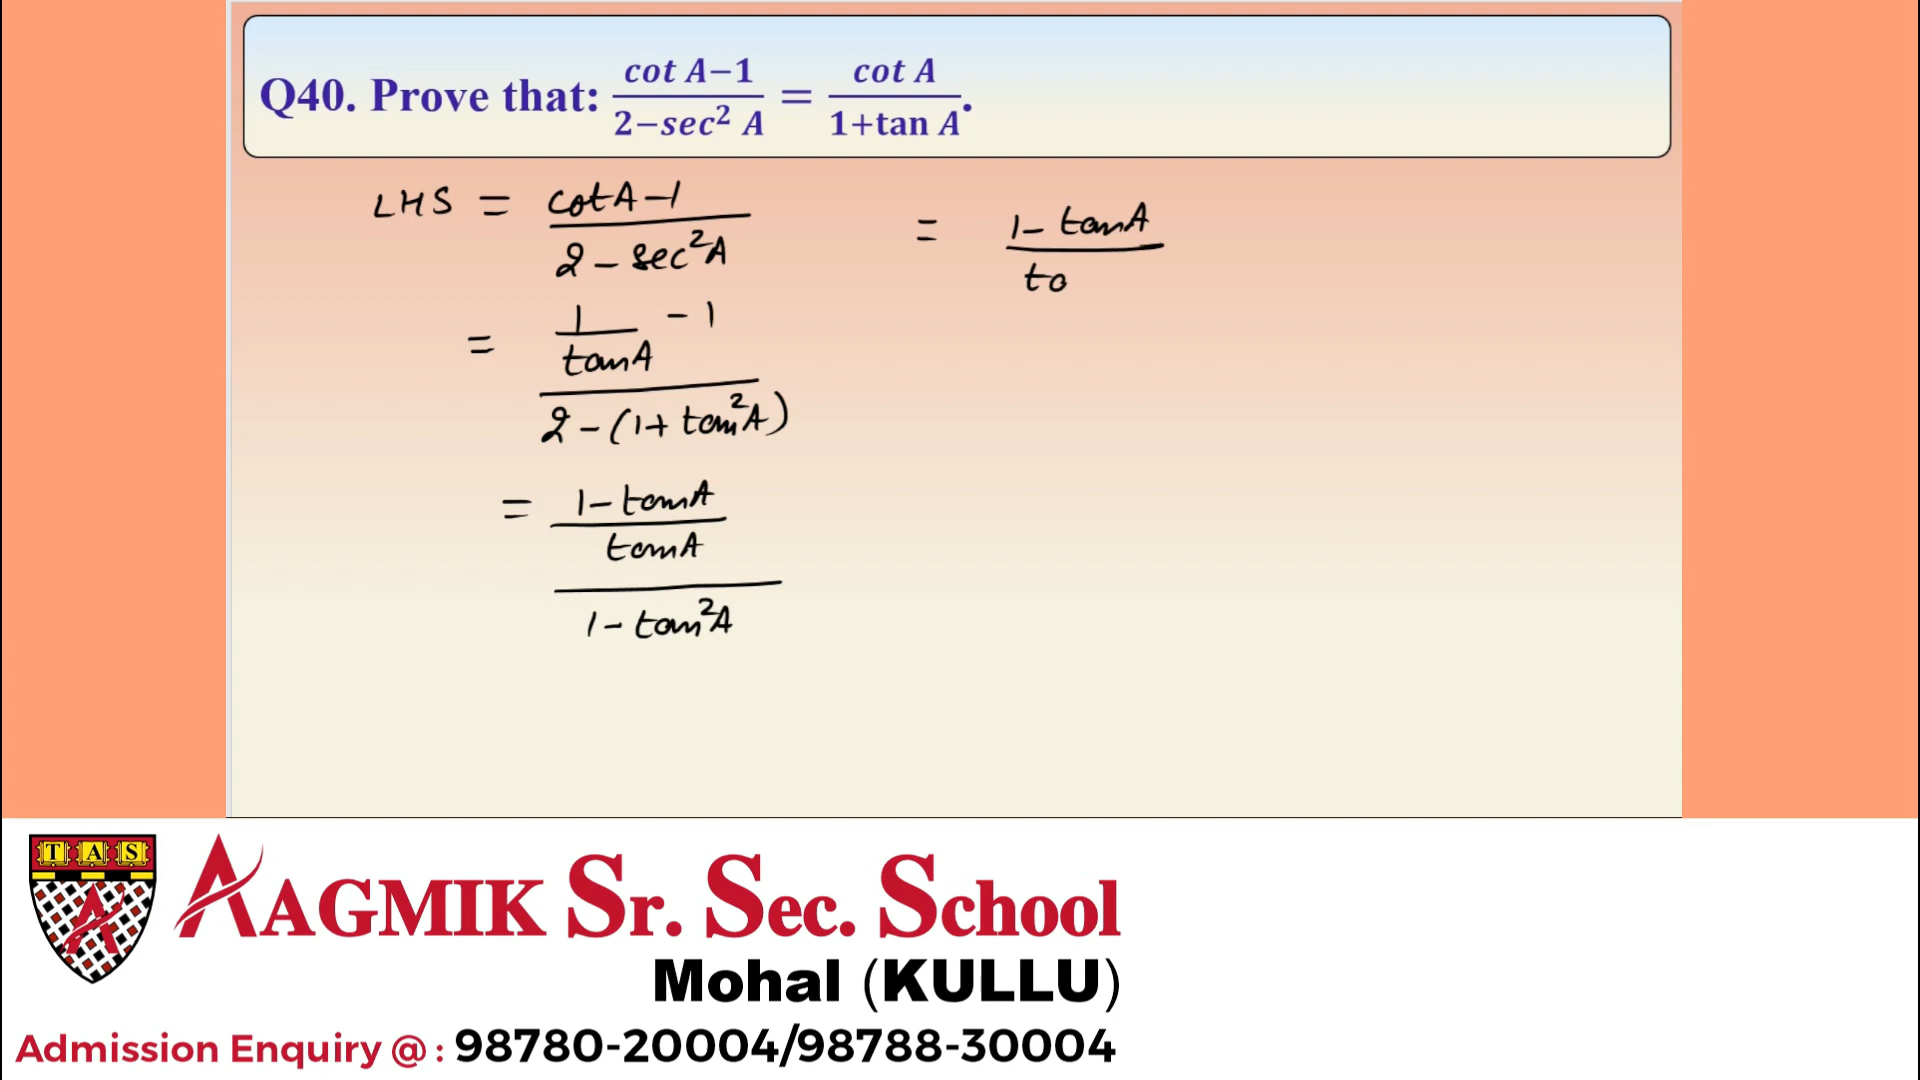 Q40. Prove that: cot A−1 / 2−sec² A = cot A / 1+tan A.
LHS = cotA − 1 / 2 − sec²A
= 1/tanA − 1 / 2 − (1 + tan²A)
= 1 − tanA / tanA / 1 − tan²A
= 1 − tanA / ta
TAS
AAGMIK Sr. Sec. School
Mohal (KULLU)
Admission Enquiry @ : 98780-20004/98788-30004